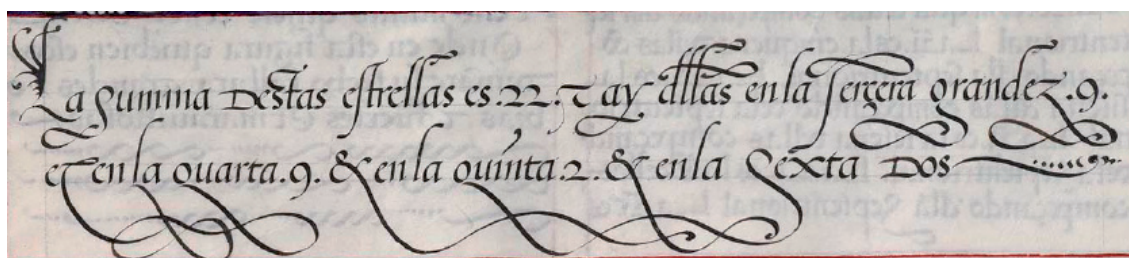 La summa destas estrellas es .22. τ ay dellas en la tercera grandez .9.
et en la quarta .9. & en la quinta .2. & en la sexta dos